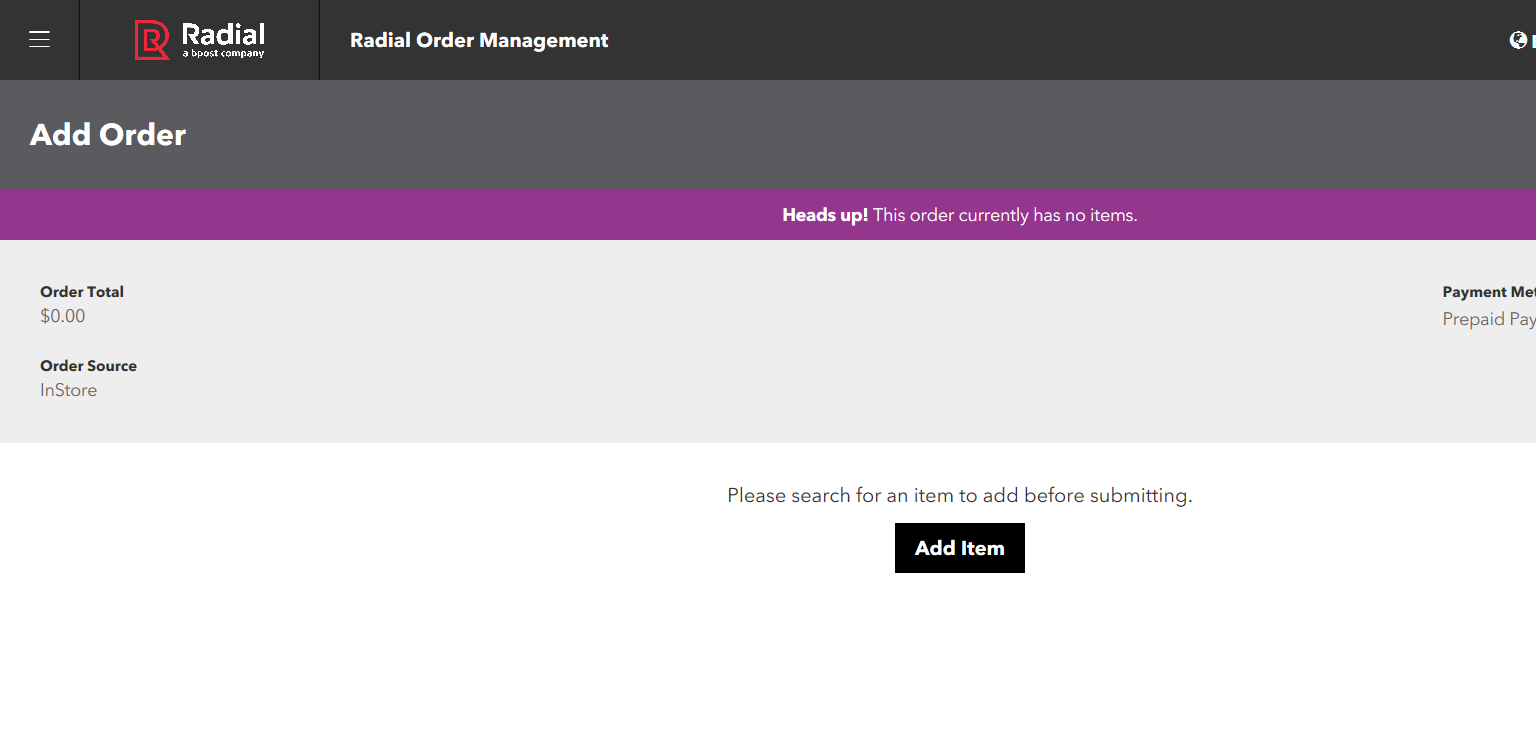 Radial
a bpost company
Radial Order Management
Add Order
Heads up! This order currently has no items.
Order Total
$0.00
Payment Met
Prepaid Pay
Order Source
InStore
Please search for an item to add before submitting.
Add Item